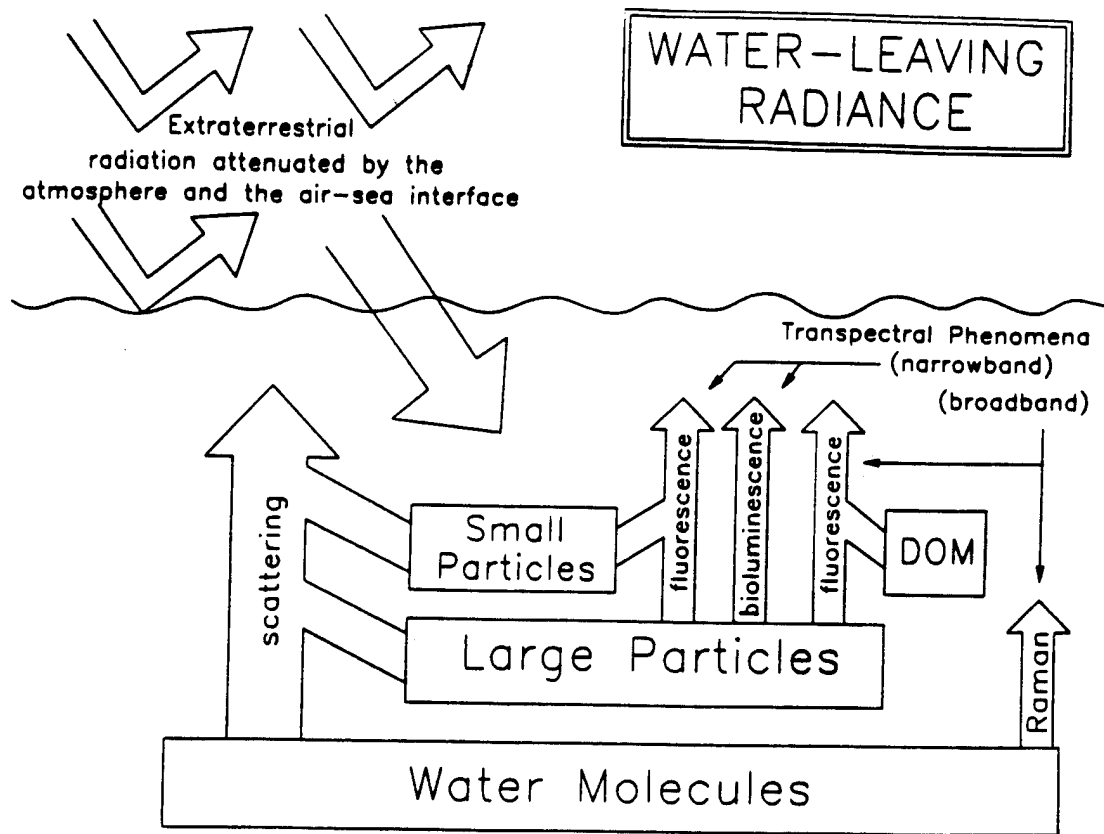 WATER-LEAVING
RADIANCE
Extraterrestrial
radiation attenuated by the
atmosphere and the air-sea interface
Transpectral Phenomena
(narrowband)
(broadband)
scattering
Small
Particles
fluorescence
bioluminescence
fluorescence
DOM
Large Particles
Raman
Water Molecules